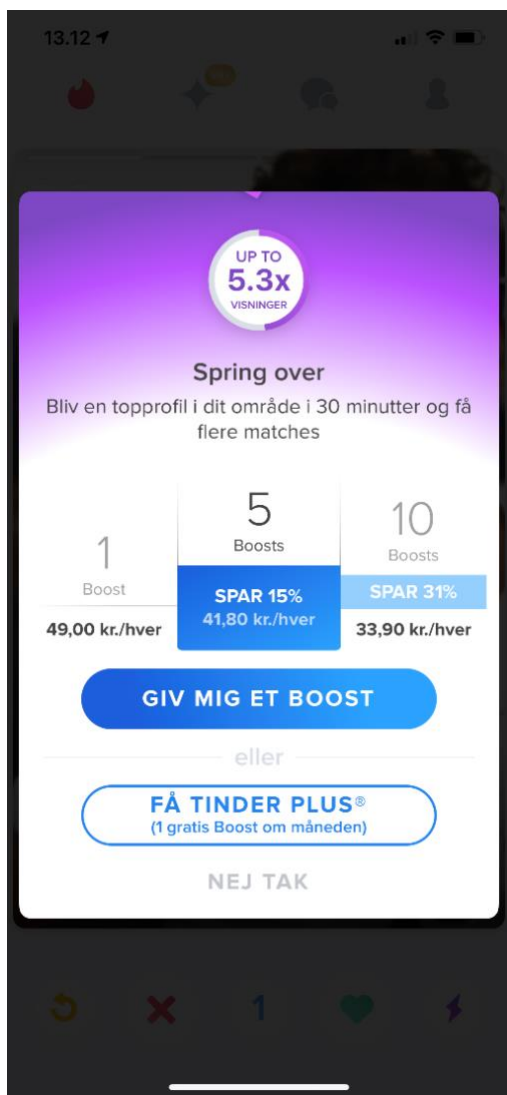 13.12
UP TO
5.3x
VISNINGER
Spring over
Bliv en topprofil i dit område i 30 minutter og få
flere matches
1
Boost
49,00 kr./hver
5
Boosts
SPAR 15%
41,80 kr./hver
10
Boosts
SPAR 31%
33,90 kr./hver
GIV MIG ET BOOST
eller
FÅ TINDER PLUS®
(1 gratis Boost om måneden)
NEJ TAK
1